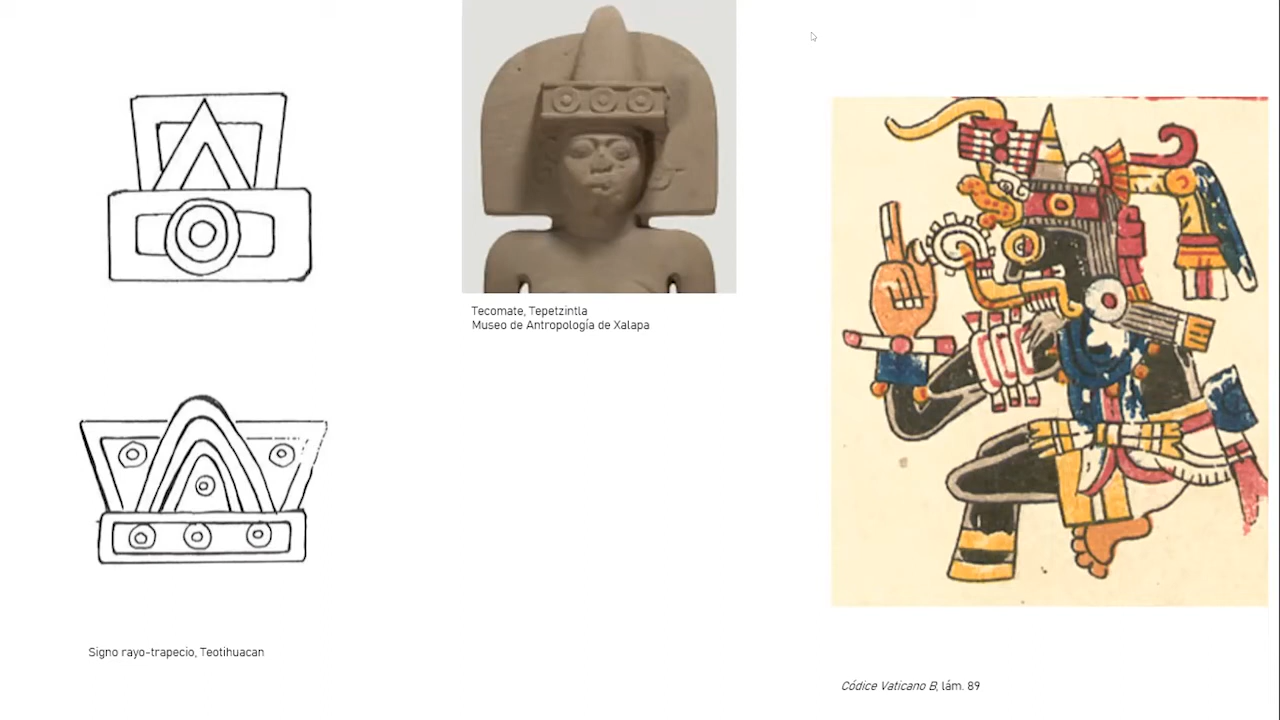 Tecomate, Tepetzintla
Museo de Antropología de Xalapa
Signo rayo-trapecio, Teotihuacan
Códice Vaticano B, lám. 89